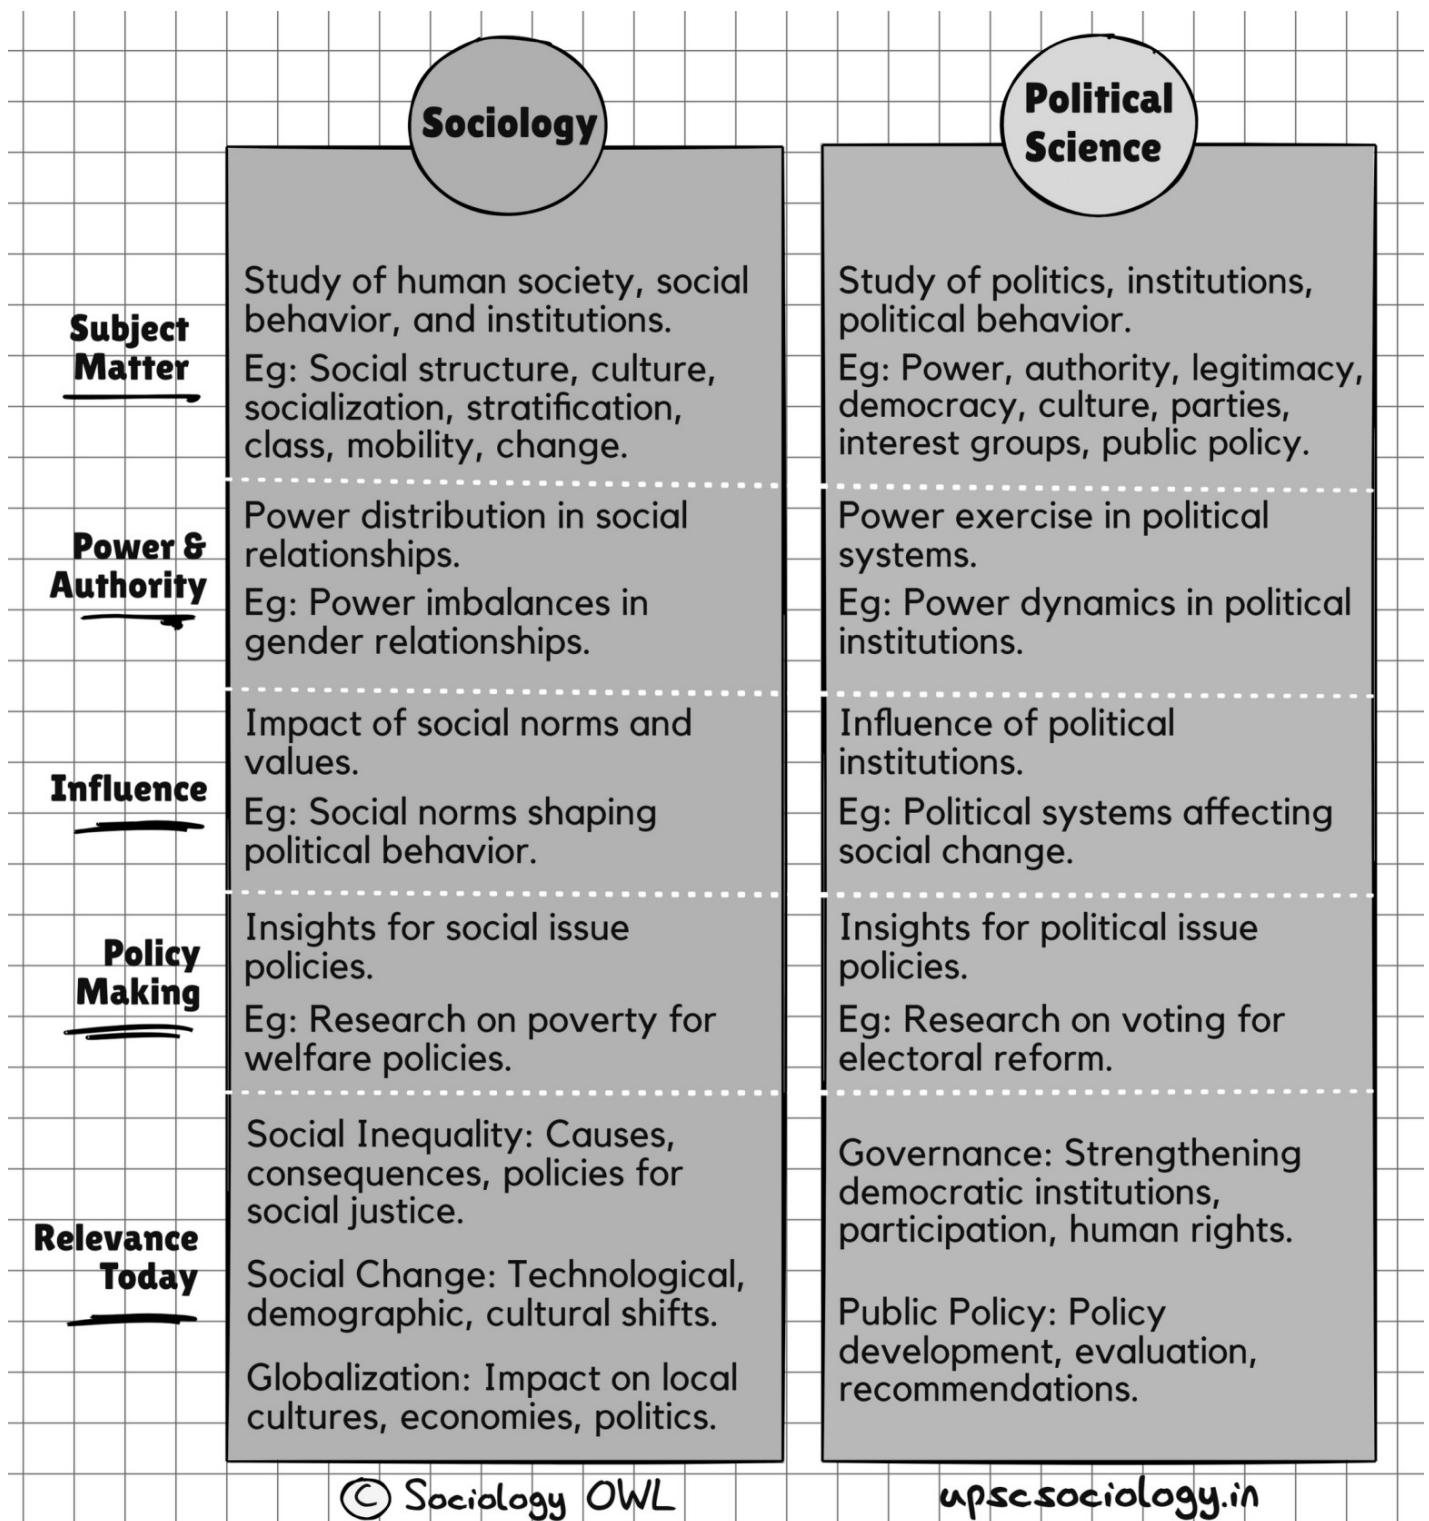 Sociology
Political
Science
Subject
Matter
Study of human society, social
behavior, and institutions.
Eg: Social structure, culture,
socialization, stratification,
class, mobility, change.
Study of politics, institutions,
political behavior.
Eg: Power, authority, legitimacy,
democracy, culture, parties,
interest groups, public policy.
Power &
Authority
Power distribution in social
relationships.
Eg: Power imbalances in
gender relationships.
Power exercise in political
systems.
Eg: Power dynamics in political
institutions.
Influence
Impact of social norms and
values.
Eg: Social norms shaping
political behavior.
Influence of political
institutions.
Eg: Political systems affecting
social change.
Policy
Making
Insights for social issue
policies.
Eg: Research on poverty for
welfare policies.
Insights for political issue
policies.
Eg: Research on voting for
electoral reform.
Relevance
Today
Social Inequality: Causes,
consequences, policies for
social justice.
Social Change: Technological,
demographic, cultural shifts.
Globalization: Impact on local
cultures, economies, politics.
Governance: Strengthening
democratic institutions,
participation, human rights.
Public Policy: Policy
development, evaluation,
recommendations.
© Sociology OWL
upscsociology.in